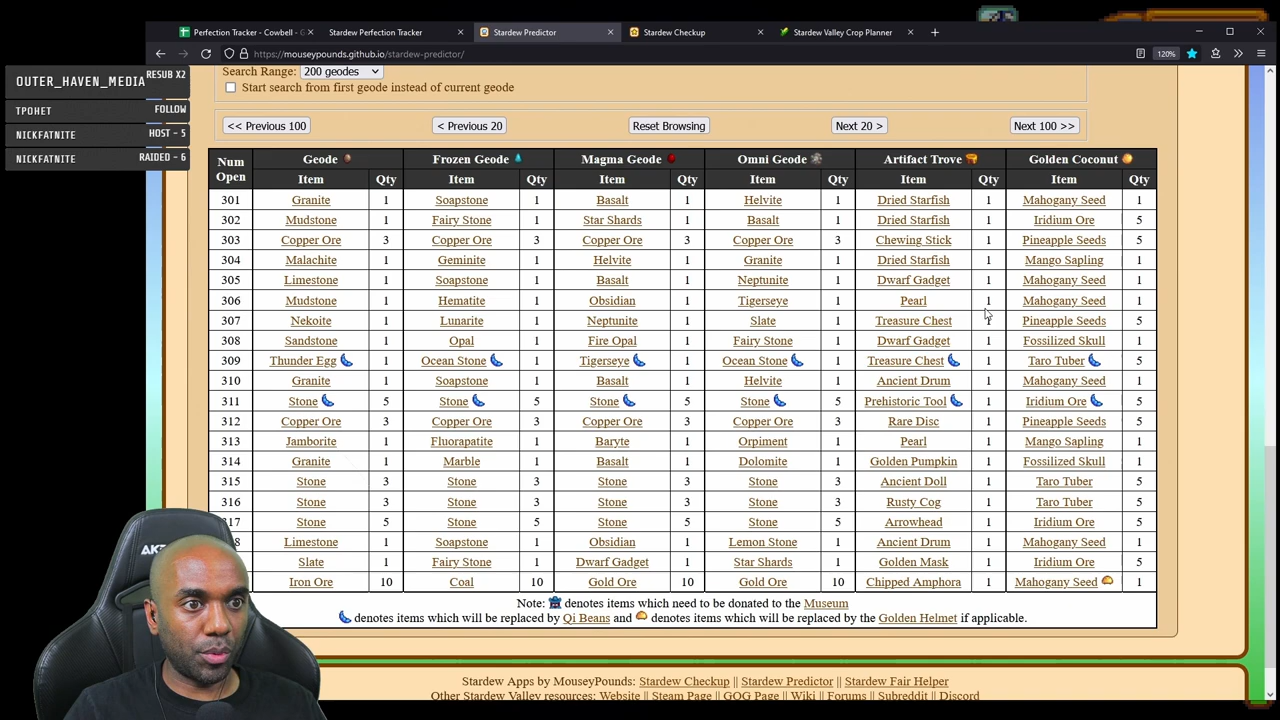 Perfection Tracker - Cowbell - G
Stardew Perfection Tracker
Stardew Predictor
Stardew Checkup
Stardew Valley Crop Planner
https://mouseypounds.github.io/stardew-predictor/
120%
OUTER_HAVEN_MEDIA RESUB X2
TPOHET FOLLOW
NICKFATNITE HOST - 5
NICKFATNITE RAIDED - 6
Search Range: 200 geodes
Start search from first geode instead of current geode
<< Previous 100 < Previous 20 Reset Browsing Next 20 > Next 100 >>
Num Open Geode Frozen Geode Magma Geode Omni Geode Artifact Trove Golden Coconut
Item Qty Item Qty Item Qty Item Qty Item Qty Item Qty
301 Granite 1 Soapstone 1 Basalt 1 Helvite 1 Dried Starfish 1 Mahogany Seed 1
302 Mudstone 1 Fairy Stone 1 Star Shards 1 Basalt 1 Dried Starfish 1 Iridium Ore 5
303 Copper Ore 3 Copper Ore 3 Copper Ore 3 Copper Ore 3 Chewing Stick 1 Pineapple Seeds 5
304 Malachite 1 Geminite 1 Helvite 1 Granite 1 Dried Starfish 1 Mango Sapling 1
305 Limestone 1 Soapstone 1 Basalt 1 Neptunite 1 Dwarf Gadget 1 Mahogany Seed 1
306 Mudstone 1 Hematite 1 Obsidian 1 Tigerseye 1 Pearl 1 Mahogany Seed 1
307 Nekoite 1 Lunarite 1 Neptunite 1 Slate 1 Treasure Chest 1 Pineapple Seeds 5
308 Sandstone 1 Opal 1 Fire Opal 1 Fairy Stone 1 Dwarf Gadget 1 Fossilized Skull 1
309 Thunder Egg 1 Ocean Stone 1 Tigerseye 1 Ocean Stone 1 Treasure Chest 1 Taro Tuber 5
310 Granite 1 Soapstone 1 Basalt 1 Helvite 1 Ancient Drum 1 Mahogany Seed 1
311 Stone 5 Stone 5 Stone 5 Stone 5 Prehistoric Tool 1 Iridium Ore 5
312 Copper Ore 3 Copper Ore 3 Copper Ore 3 Copper Ore 3 Rare Disc 1 Pineapple Seeds 5
313 Jamborite 1 Fluorapatite 1 Baryte 1 Orpiment 1 Pearl 1 Mango Sapling 1
314 Granite 1 Marble 1 Basalt 1 Dolomite 1 Golden Pumpkin 1 Fossilized Skull 1
315 Stone 3 Stone 3 Stone 3 Stone 3 Ancient Doll 1 Taro Tuber 5
316 Stone 3 Stone 3 Stone 3 Stone 3 Rusty Cog 1 Taro Tuber 5
317 Stone 5 Stone 5 Stone 5 Stone 5 Arrowhead 1 Iridium Ore 5
Limestone 1 Soapstone 1 Obsidian 1 Lemon Stone 1 Ancient Drum 1 Mahogany Seed 1
Slate 1 Fairy Stone 1 Dwarf Gadget 1 Star Shards 1 Golden Mask 1 Iridium Ore 5
Iron Ore 10 Coal 10 Gold Ore 10 Gold Ore 10 Chipped Amphora 1 Mahogany Seed 1
Note: denotes items which need to be donated to the Museum
denotes items which will be replaced by Qi Beans and denotes items which will be replaced by the Golden Helmet if applicable.
Stardew Apps by MouseyPounds: Stardew Checkup || Stardew Predictor || Stardew Fair Helper
Other Stardew Valley resources: Website || Steam Page || GOG Page || Wiki || Forums || Subreddit || Discord